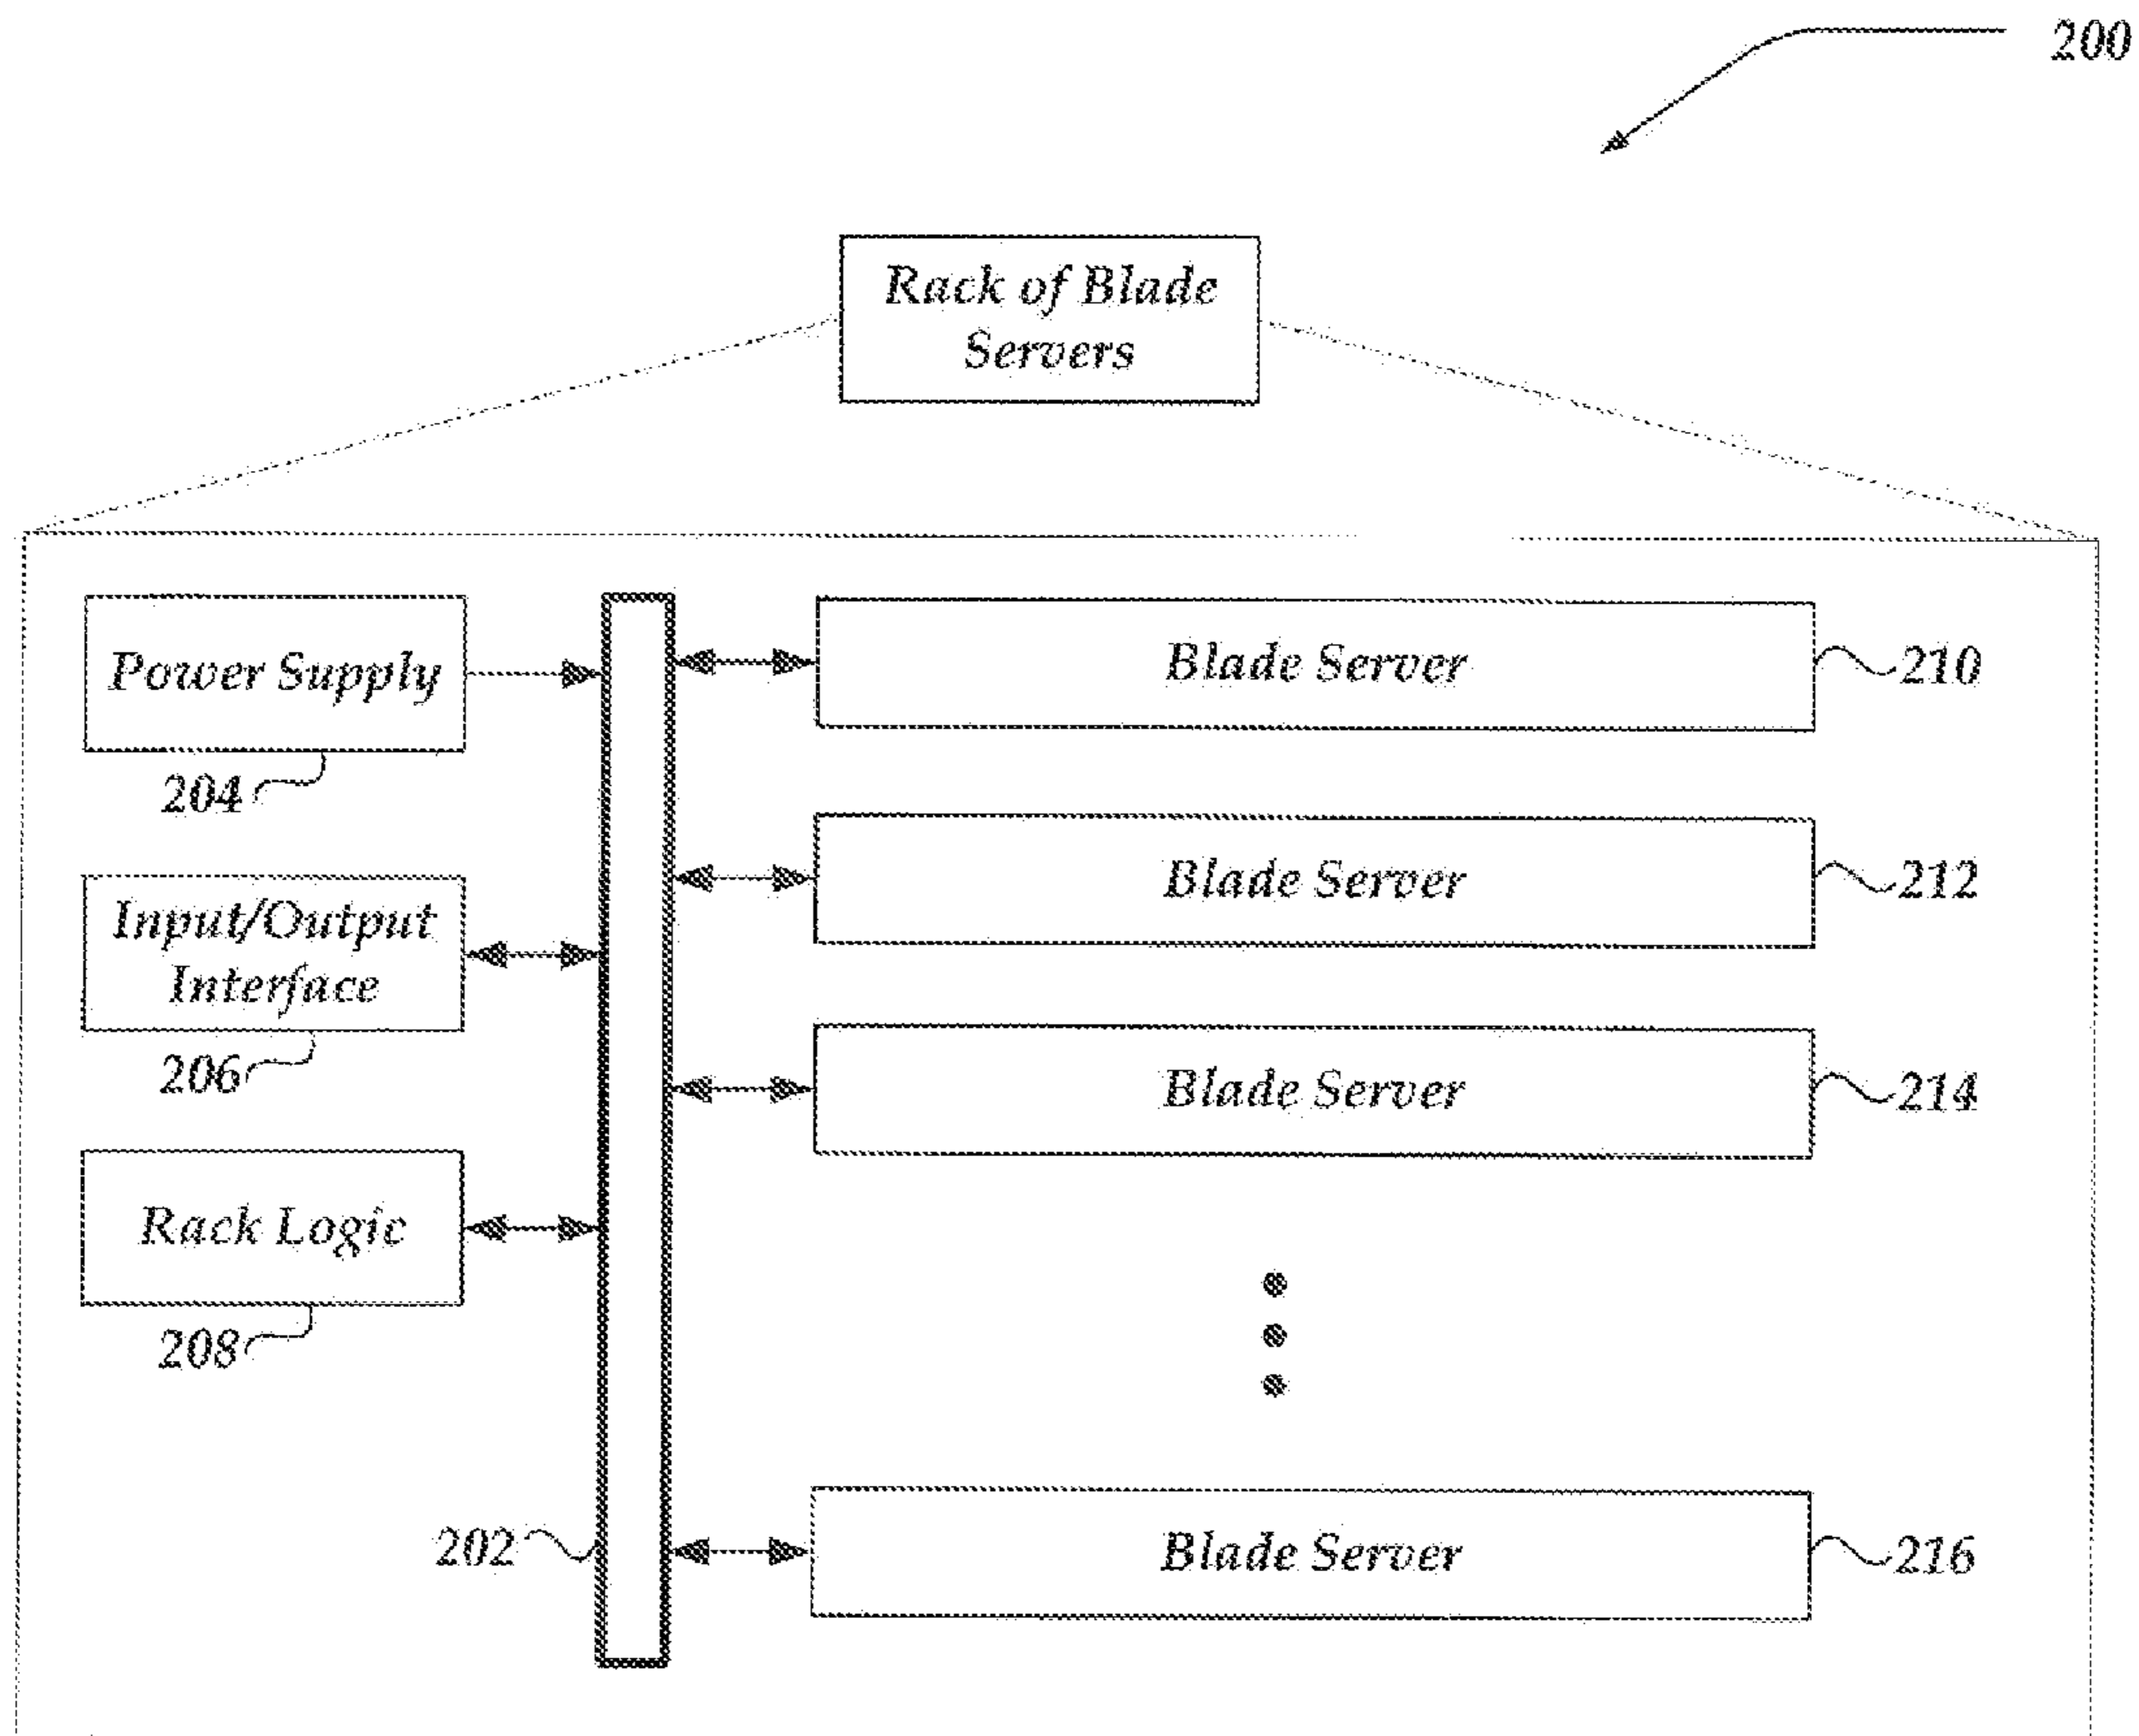 200
Rack of Blade
Servers
Power Supply
204
Input/Output
Interface
206
Rack Logic
208
202
Blade Server
210
Blade Server
212
Blade Server
214
Blade Server
216